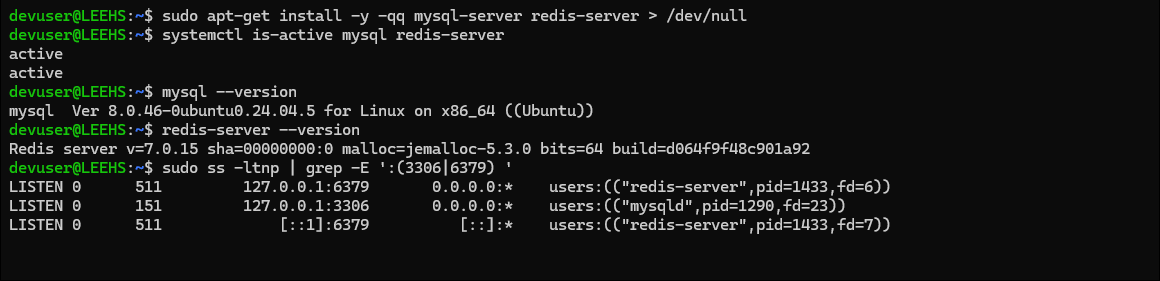 devuser@LEEHS:~$ sudo apt-get install -y -qq mysql-server redis-server > /dev/null
devuser@LEEHS:~$ systemctl is-active mysql redis-server
active
active
devuser@LEEHS:~$ mysql --version
mysql  Ver 8.0.46-0ubuntu0.24.04.5 for Linux on x86_64 ((Ubuntu))
devuser@LEEHS:~$ redis-server --version
Redis server v=7.0.15 sha=00000000:0 malloc=jemalloc-5.3.0 bits=64 build=d064f9f48c901a92
devuser@LEEHS:~$ sudo ss -ltnp | grep -E ':(3306|6379) '
LISTEN 0      511         127.0.0.1:6379       0.0.0.0:*    users:(("redis-server",pid=1433,fd=6))
LISTEN 0      151         127.0.0.1:3306       0.0.0.0:*    users:(("mysqld",pid=1290,fd=23))
LISTEN 0      511             [::1]:6379          [::]:*    users:(("redis-server",pid=1433,fd=7))